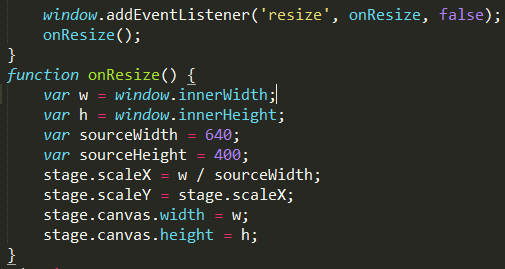 window.addEventListener('resize', onResize, false);
onResize();
}
function onResize() {
var w = window.innerWidth;
var h = window.innerHeight;
var sourceWidth = 640;
var sourceHeight = 400;
stage.scaleX = w / sourceWidth;
stage.scaleY = stage.scaleX;
stage.canvas.width = w;
stage.canvas.height = h;
}